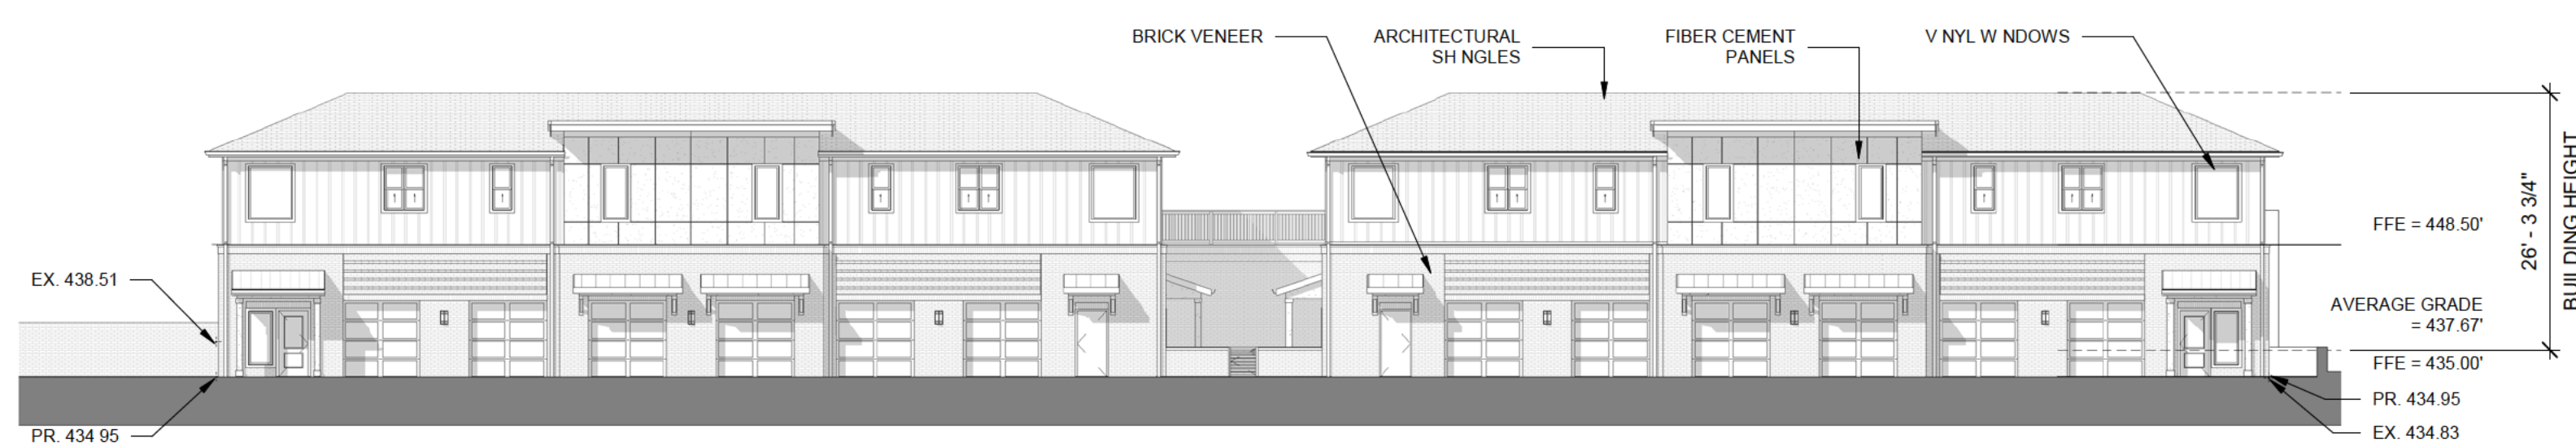 BRICK VENEER
ARCHITECTURAL
SH NGLES
FIBER CEMENT
PANELS
V NYL W NDOWS
EX. 438.51
PR. 434 95
FFE = 448.50'
AVERAGE GRADE
= 437.67'
FFE = 435.00'
PR. 434.95
EX. 434.83
26' - 3 3/4"
BUILDING HEIGHT